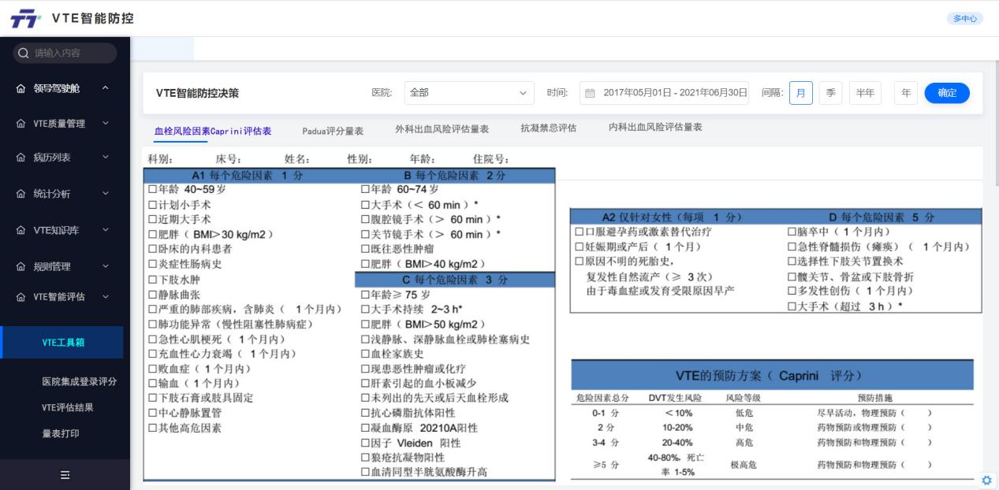 VTE智能防控
多中心
请输入内容
领导驾驶舱
VTE质量管理
病历列表
统计分析
VTE知识库
规则管理
VTE智能评估
VTE工具箱
医院集成登录评分
VTE评估结果
量表打印
VTE智能防控决策
医院:
全部
时间:
2017年05月01日 - 2021年06月30日
间隔:
月
季
半年
年
确定
血栓风险因素Caprini评估表
Padua评分量表
外科出血风险评估量表
抗凝禁忌评估
内科出血风险评估量表
科别: 床号: 姓名: 性别: 年龄: 住院号:
A1 每个危险因素 1 分
□年龄 40~59 岁
□计划小手术
□近期大手术
□肥胖（ BMI>30 kg/m2 ）
□卧床的内科患者
□炎症性肠病史
□下肢水肿
□静脉曲张
□严重的肺部疾病，含肺炎（ 1 个月内）
□肺功能异常（慢性阻塞性肺病症）
□急性心肌梗死（ 1 个月内）
□充血性心力衰竭（ 1 个月内）
□败血症（ 1 个月内）
□输血（ 1 个月内）
□下肢石膏或肢具固定
□中心静脉置管
□其他高危因素
B 每个危险因素 2 分
□年龄 60~74 岁
□大手术（< 60 min ）*
□腹腔镜手术（> 60 min ）*
□关节镜手术（> 60 min ）*
□既往恶性肿瘤
□肥胖（ BMI>40 kg/m2 ）
C 每个危险因素 3 分
□年龄≥ 75 岁
□大手术持续 2~3 h*
□肥胖（ BMI>50 kg/m2 ）
□浅静脉、深静脉血栓或肺栓塞病史
□血栓家族史
□现患恶性肿瘤或化疗
□肝素引起的血小板减少
□未列出的先天或后天血栓形成
□抗心磷脂抗体阳性
□凝血酶原 20210A阳性
□因子 Vleiden 阳性
□狼疮抗凝物阳性
□血清同型半胱氨酸酶升高
A2 仅针对女性（每项 1 分）
□口服避孕药或激素替代治疗
□妊娠期或产后（ 1 个月）
□原因不明的死胎史，
复发性自然流产（≥ 3 次）
由于毒血症或发育受限原因早产
D 每个危险因素 5 分
□脑卒中（ 1 个月内）
□急性脊髓损伤（瘫痪）（ 1 个月内）
□选择性下肢关节置换术
□髋关节、骨盆或下肢骨折
□多发性创伤（ 1 个月内）
□大手术（超过 3 h ）*
VTE的预防方案（ Caprini 评分）
危险因素总分 DVT发生风险 风险等级 预防措施
0-1 分 <10% 低危 尽早活动，物理预防（ ）
2 分 10-20% 中危 药物预防或物理预防（ ）
3-4 分 20-40% 高危 药物预防和物理预防（ ）
≥5 分 40-80%，死亡率 1-5% 极高危 药物预防和物理预防（ ）